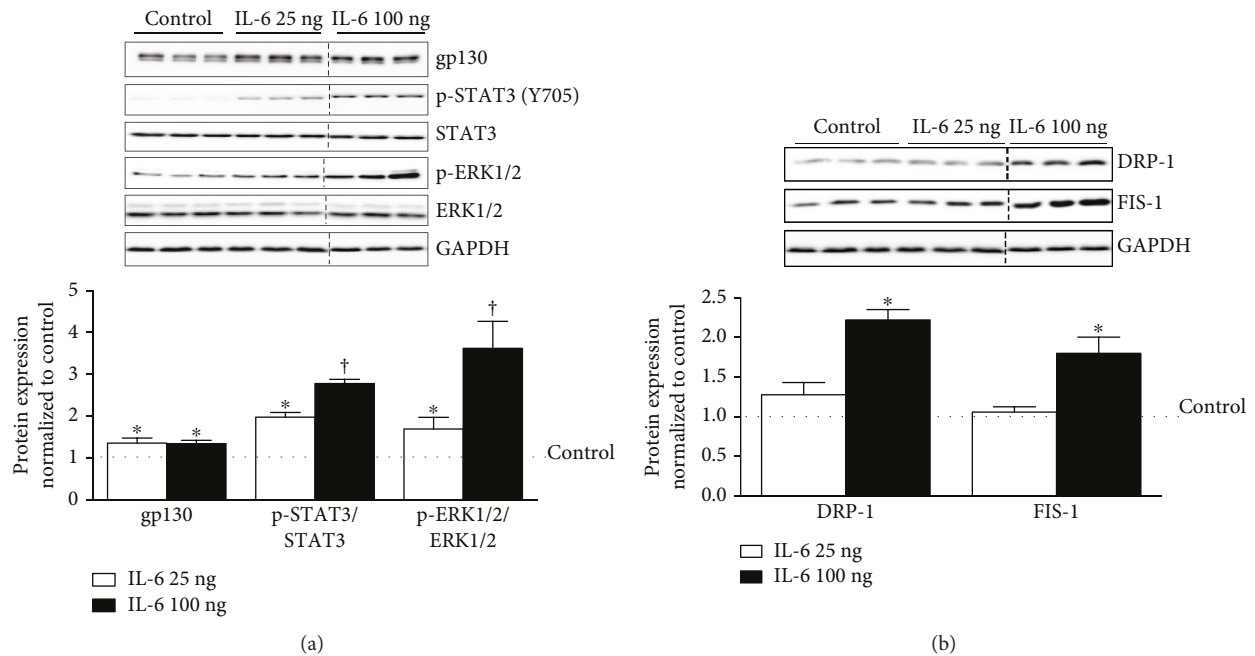 Control IL-6 25 ng IL-6 100 ng
gp130
p-STAT3 (Y705)
STAT3
p-ERK1/2
ERK1/2
GAPDH
Protein expression
normalized to control
5
4
3
2
1
0
* * * † * †
Control
gp130 p-STAT3/ p-ERK1/2/
STAT3 ERK1/2
IL-6 25 ng
IL-6 100 ng
(a)
Control IL-6 25 ng IL-6 100 ng
DRP-1
FIS-1
GAPDH
Protein expression
normalized to control
2.5
2.0
1.5
1.0
0.5
0.0
* *
Control
DRP-1 FIS-1
IL-6 25 ng
IL-6 100 ng
(b)